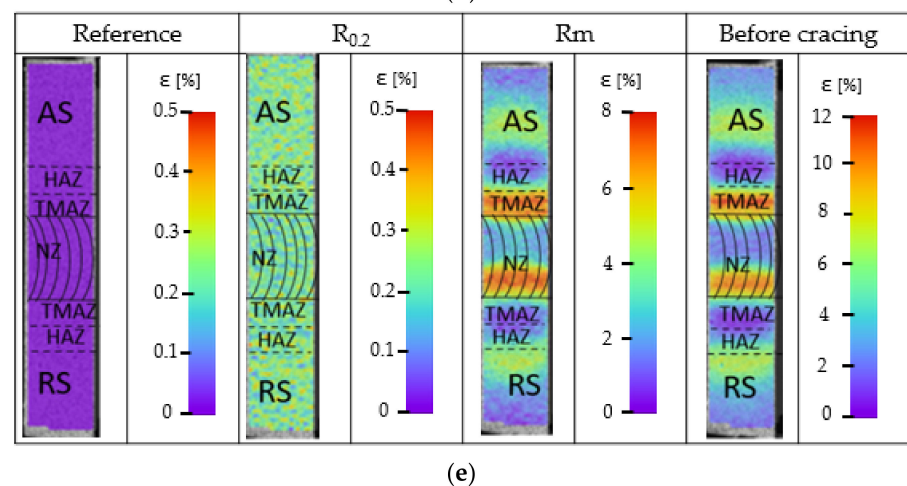 Reference R0.2 Rm Before cracing
ε [%] ε [%] ε [%] ε [%]
0.5 0.5 8 12
AS AS AS AS
0.4 0.4 6 10
HAZ HAZ HAZ HAZ
TMAZ TMAZ TMAZ TMAZ
0.3 0.3 8
NZ NZ NZ NZ
4 6
0.2 0.2
TMAZ TMAZ TMAZ TMAZ
4
HAZ HAZ HAZ HAZ
0.1 0.1 2
2
RS RS RS RS
0 0 0 0
(e)